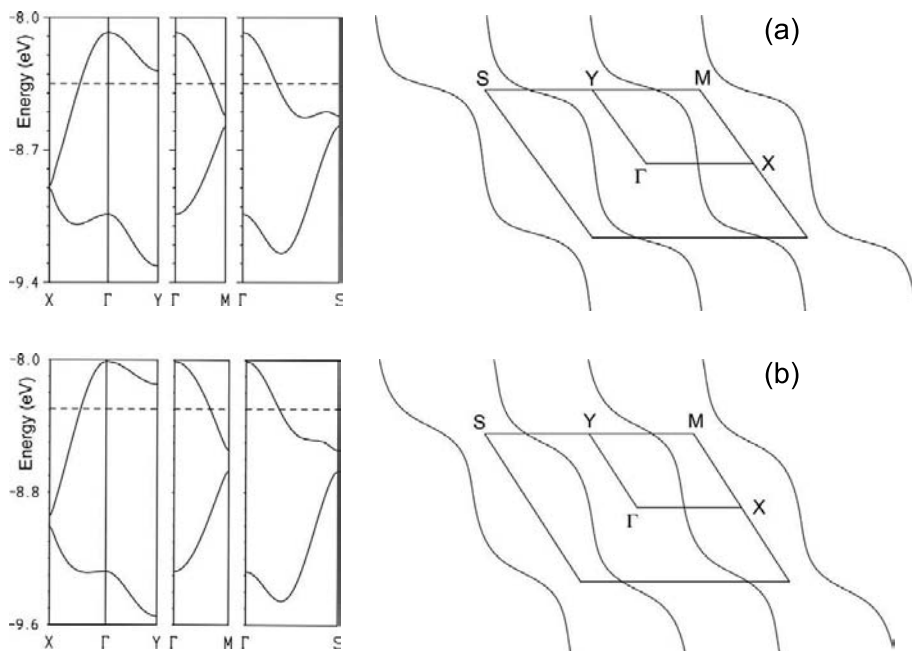 (a)
Energy (eV)
-8.0
-8.7
-9.4
X Γ Y Γ M Γ S
S Y M
Γ X
(b)
Energy (eV)
-8.0
-8.8
-9.6
X Γ Y Γ M Γ S
S Y M
Γ X